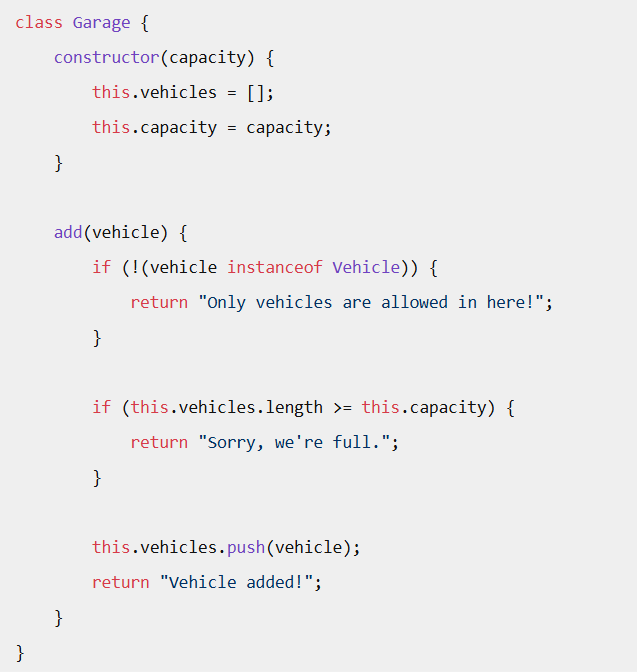 class Garage {
    constructor(capacity) {
        this.vehicles = [];
        this.capacity = capacity;
    }

    add(vehicle) {
        if (!(vehicle instanceof Vehicle)) {
            return "Only vehicles are allowed in here!";
        }

        if (this.vehicles.length >= this.capacity) {
            return "Sorry, we're full.";
        }

        this.vehicles.push(vehicle);
        return "Vehicle added!";
    }
}